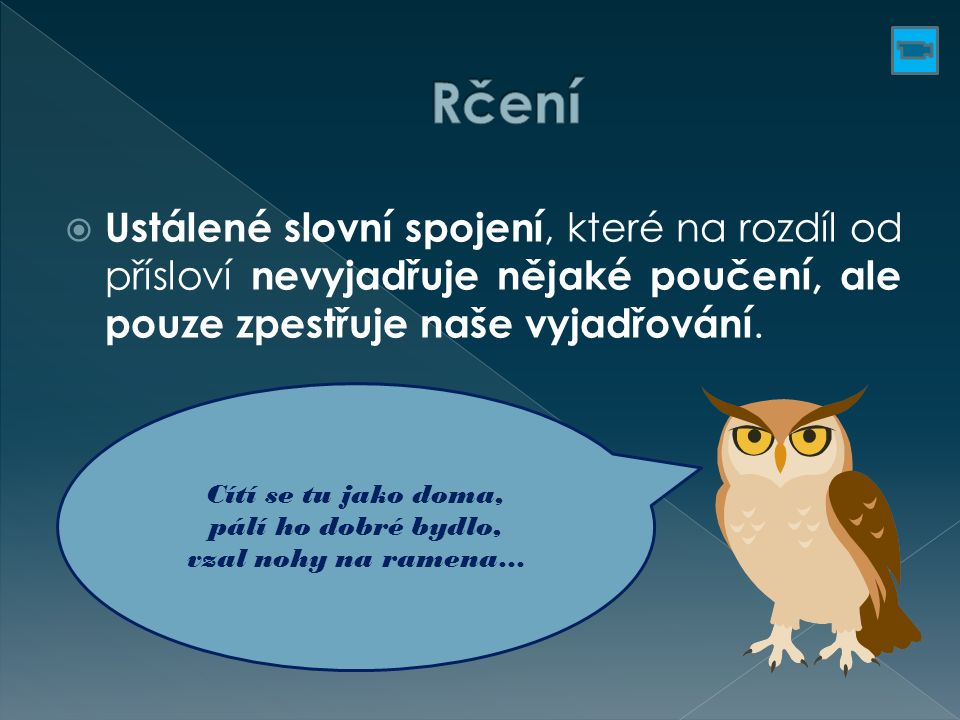 Rčení
Ustálené slovní spojení, které na rozdíl od
přísloví nevyjadřuje nějaké poučení, ale
pouze zpestřuje naše vyjadřování.
Cítí se tu jako doma,
pálí ho dobré bydlo,
vzal nohy na ramena…